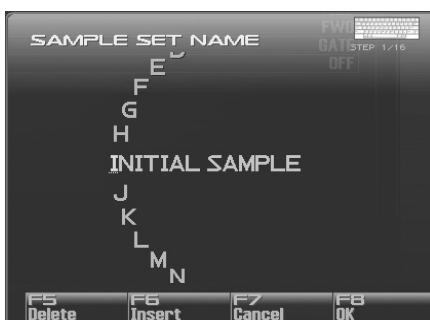 SAMPLE SET NAME
FWD
GATE
STEP 1/16
OFF
E
F
G
H
INITIAL SAMPLE
J
K
L
M
N
F5 F6 F7 F8
Delete Insert Cancel OK